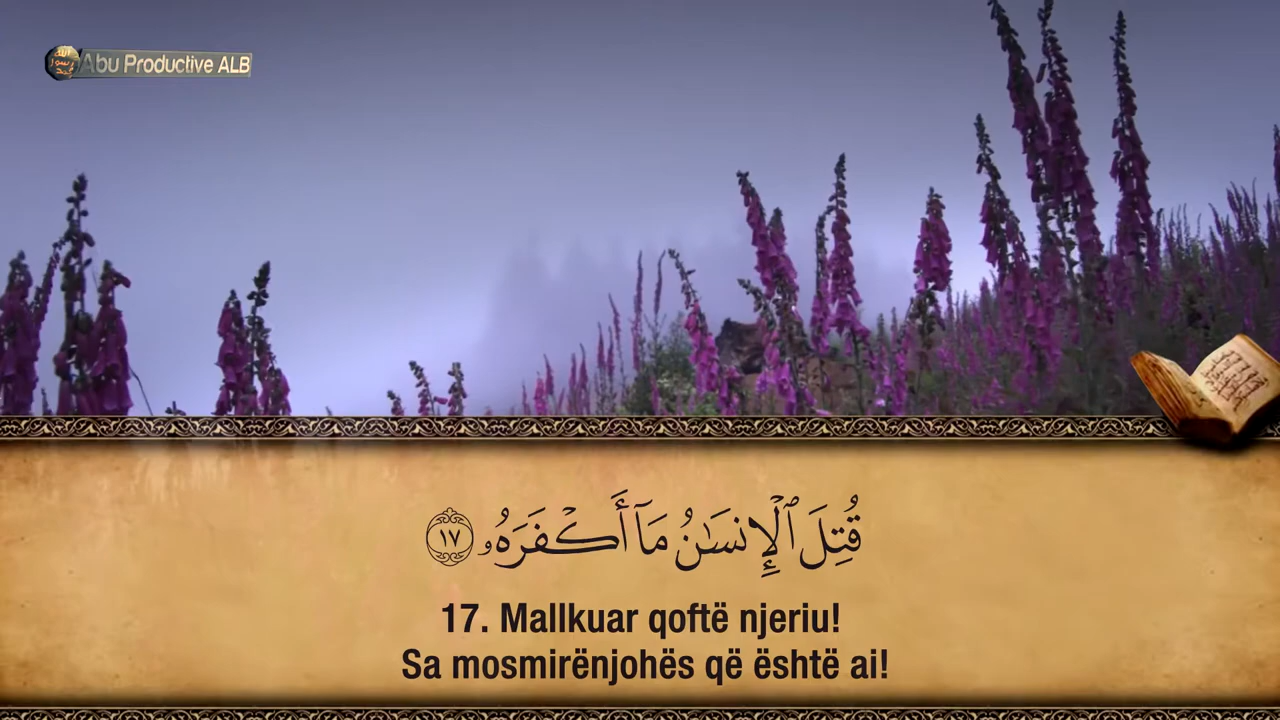 Abu Productive ALB
قُتِلَ ٱلْإِنسَـٰنُ مَآ أَكْفَرَهُۥ ١٧
17. Mallkuar qoftë njeriu!
Sa mosmirënjohës që është ai!